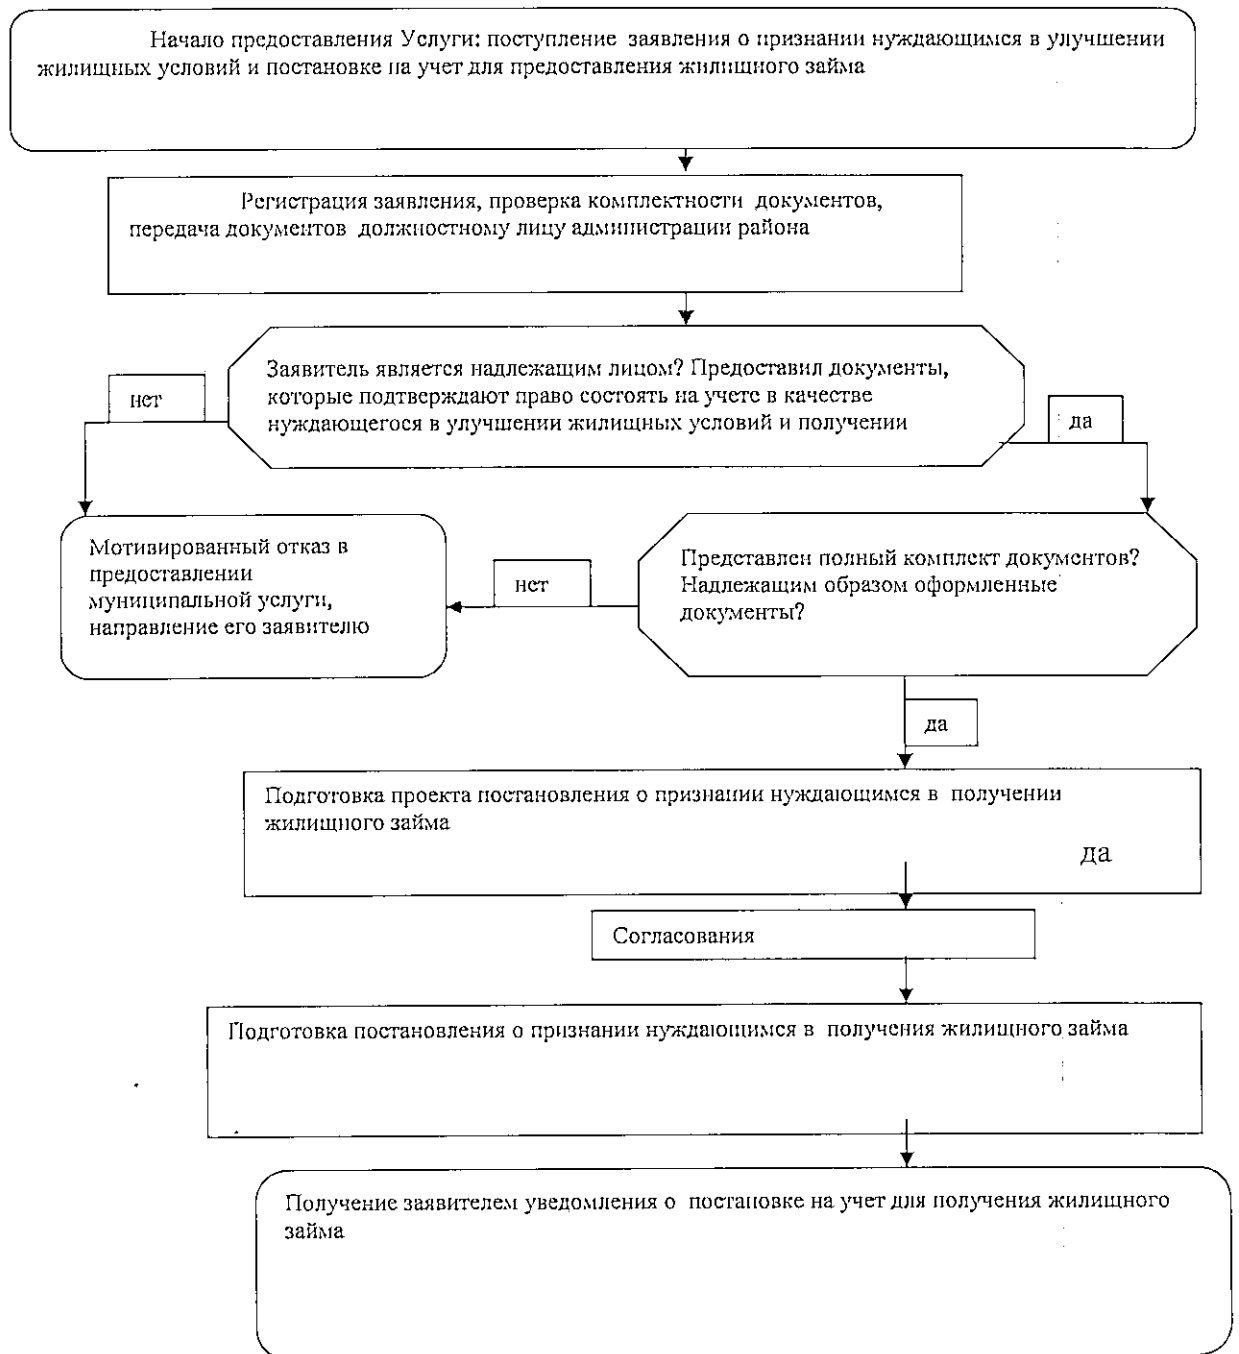 Начало предоставления Услуги: поступление заявления о признании нуждающимся в улучшении
жилищных условий и постановке на учет для предоставления жилищного займа
Регистрация заявления, проверка комплектности документов,
передача документов должностному лицу администрации района
Заявитель является надлежащим лицом? Предоставил документы,
которые подтверждают право состоять на учете в качестве
нуждающегося в улучшении жилищных условий и получении
нет
да
Мотивированный отказ в
предоставлении
муниципальной услуги,
направление его заявителю
нет
Представлен полный комплект документов?
Надлежащим образом оформленные
документы?
да
Подготовка проекта постановления о признании нуждающимся в получении
жилищного займа
да
Согласования
Подготовка постановления о признании нуждающимся в получения жилищного займа
Получение заявителем уведомления о постановке на учет для получения жилищного
займа